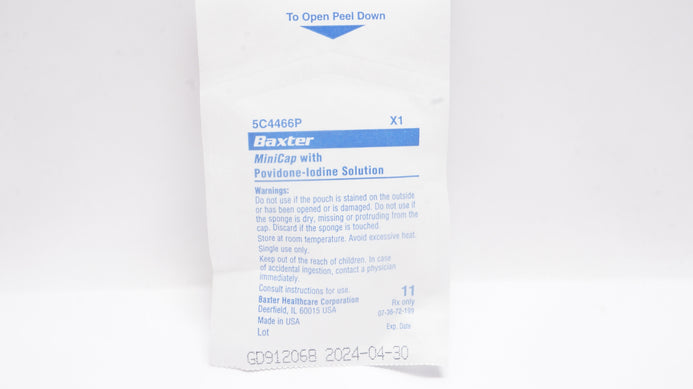 To Open Peel Down
5C4466P X1
Baxter
MiniCap with
Povidone-Iodine Solution
Warnings:
Do not use if the pouch is stained on the outside
or has been opened or is damaged. Do not use if
the sponge is dry, missing or protruding from the
cap. Discard if the sponge is touched.
Store at room temperature. Avoid excessive heat.
Single use only.
Keep out of the reach of children. In case
of accidental ingestion, contact a physician
immediately.
Consult instructions for use. 11
Baxter Healthcare Corporation Rx only
Deerfield, IL 60015 USA 07-36-72-199
Made in USA
Lot Exp. Date
GD912068 2024-04-30